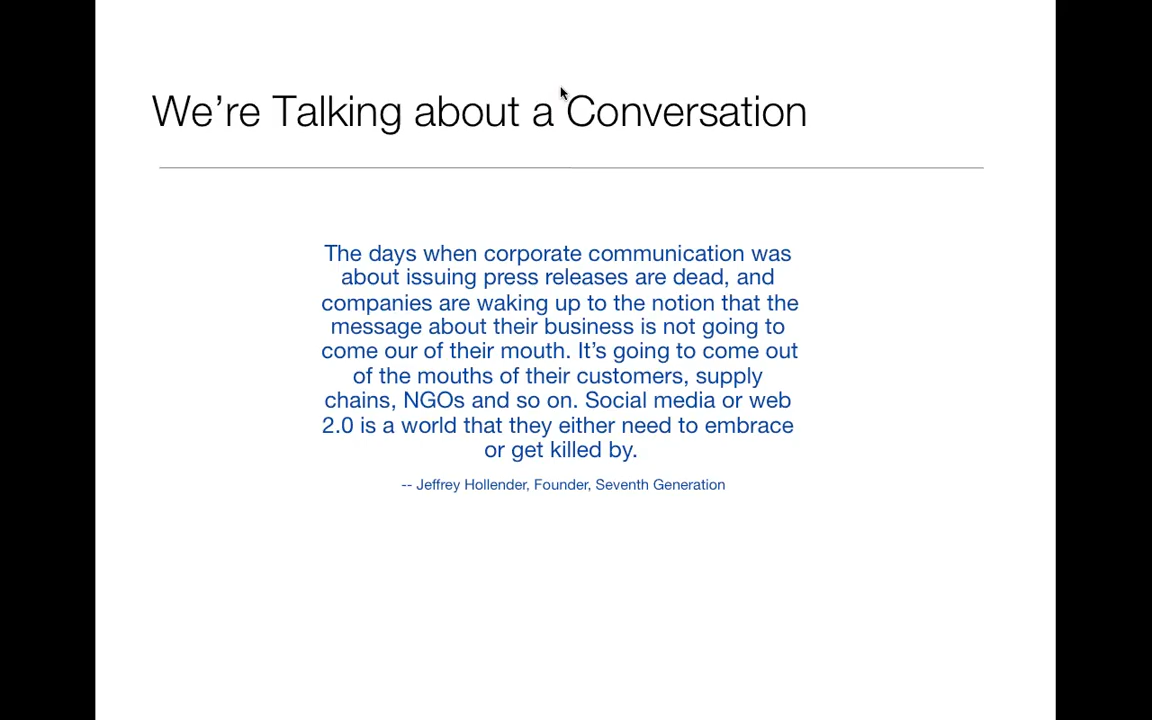 We’re Talking about a Conversation
The days when corporate communication was
about issuing press releases are dead, and
companies are waking up to the notion that the
message about their business is not going to
come our of their mouth. It’s going to come out
of the mouths of their customers, supply
chains, NGOs and so on. Social media or web
2.0 is a world that they either need to embrace
or get killed by.
-- Jeffrey Hollender, Founder, Seventh Generation